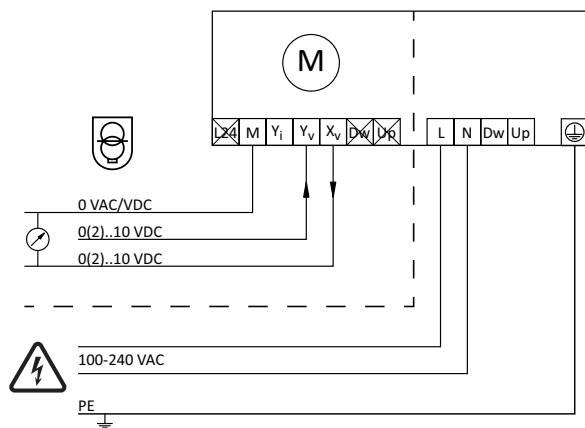 M
L24 M Yi Yv Xv Dw Up L N Dw Up
0 VAC/VDC
0(2)..10 VDC
0(2)..10 VDC
100-240 VAC
PE